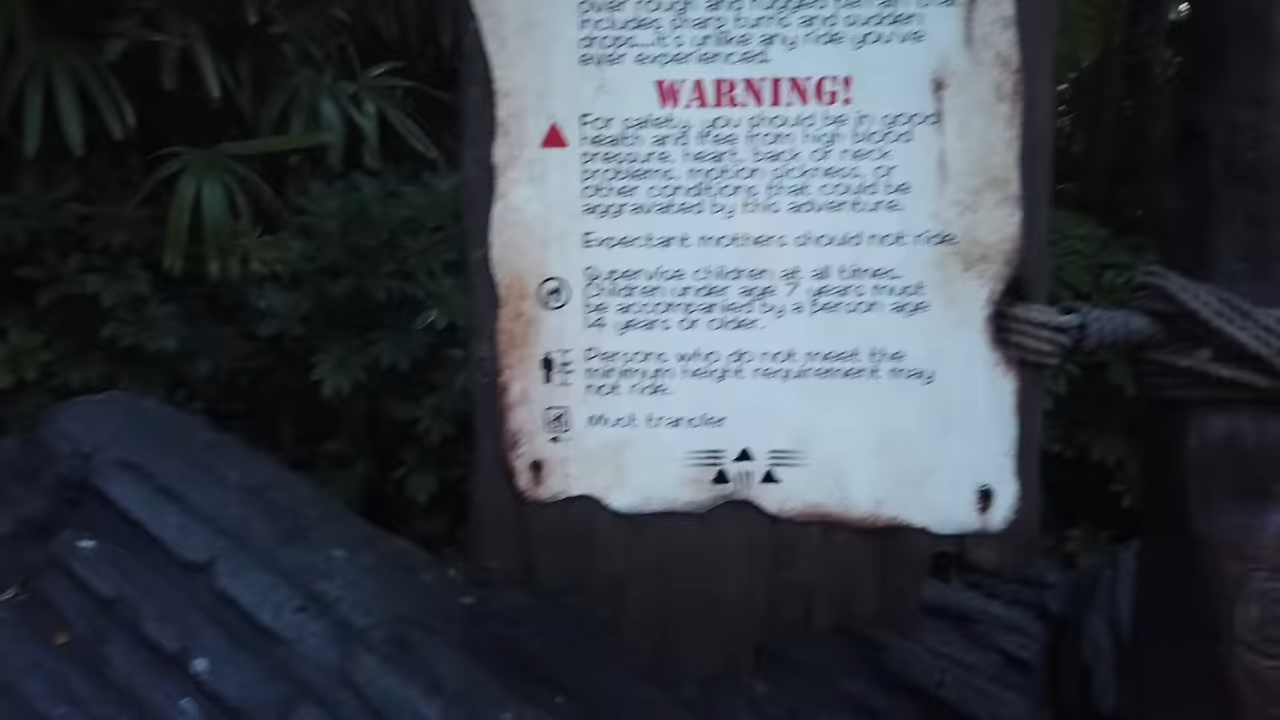 over rough and rugged terrain that
includes sharp turns and sudden
drops...it's unlike any ride you've
ever experienced.
WARNING!
For safety, you should be in good
health and free from high blood
pressure, heart, back or neck
problems, motion sickness, or
other conditions that could be
aggravated by this adventure.
Expectant mothers should not ride.
Supervise children at all times.
Children under age 7 years must
be accompanied by a person age
14 years or older.
Persons who do not meet the
minimum height requirement may
not ride.
Must transfer